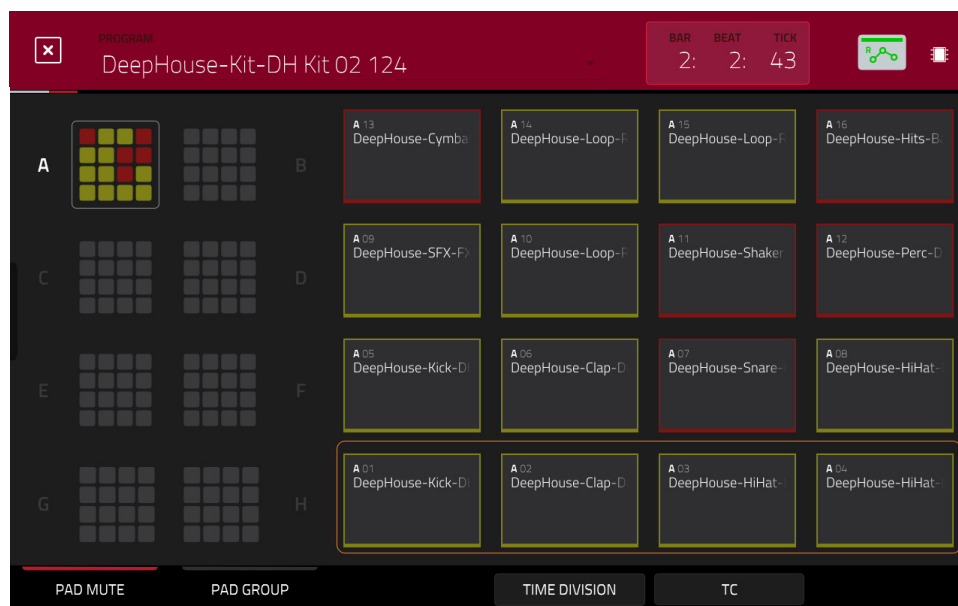 PROGRAM
DeepHouse-Kit-DH Kit 02 124
BAR BEAT TICK
2: 2: 43
R
A
B
A 13
DeepHouse-Cymba
A 14
DeepHouse-Loop-R
A 15
DeepHouse-Loop-R
A 16
DeepHouse-Hits-B
C
D
A 09
DeepHouse-SFX-FX
A 10
DeepHouse-Loop-R
A 11
DeepHouse-Shaker
A 12
DeepHouse-Perc-D
E
F
A 05
DeepHouse-Kick-D
A 06
DeepHouse-Clap-D
A 07
DeepHouse-Snare-
A 08
DeepHouse-HiHat-
G
H
A 01
DeepHouse-Kick-D
A 02
DeepHouse-Clap-D
A 03
DeepHouse-HiHat-
A 04
DeepHouse-HiHat-
PAD MUTE
PAD GROUP
TIME DIVISION
TC